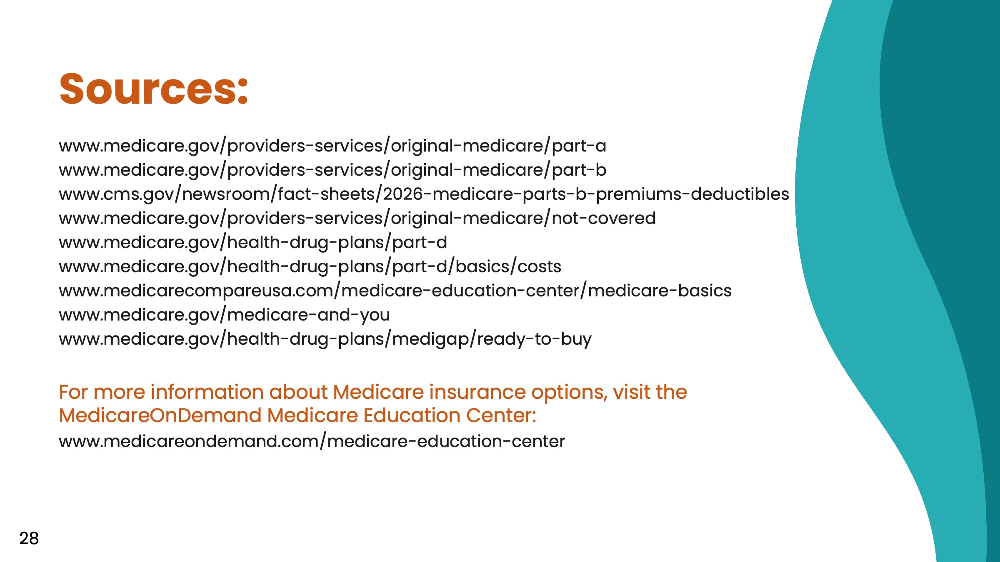 Sources:
www.medicare.gov/providers-services/original-medicare/part-a
www.medicare.gov/providers-services/original-medicare/part-b
www.cms.gov/newsroom/fact-sheets/2026-medicare-parts-b-premiums-deductibles
www.medicare.gov/providers-services/original-medicare/not-covered
www.medicare.gov/health-drug-plans/part-d
www.medicare.gov/health-drug-plans/part-d/basics/costs
www.medicarecompareusa.com/medicare-education-center/medicare-basics
www.medicare.gov/medicare-and-you
www.medicare.gov/health-drug-plans/medigap/ready-to-buy
For more information about Medicare insurance options, visit the
MedicareOnDemand Medicare Education Center:
www.medicareondemand.com/medicare-education-center
28